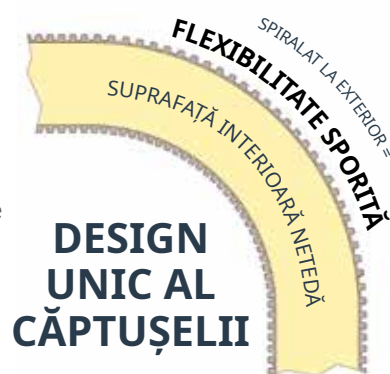 SPIRALAT LA EXTERIOR =
FLEXIBILITATE SPORITĂ
SUPRAFAȚĂ INTERIOARĂ NETEDĂ
DESIGN
UNIC AL
CĂPTUȘELII